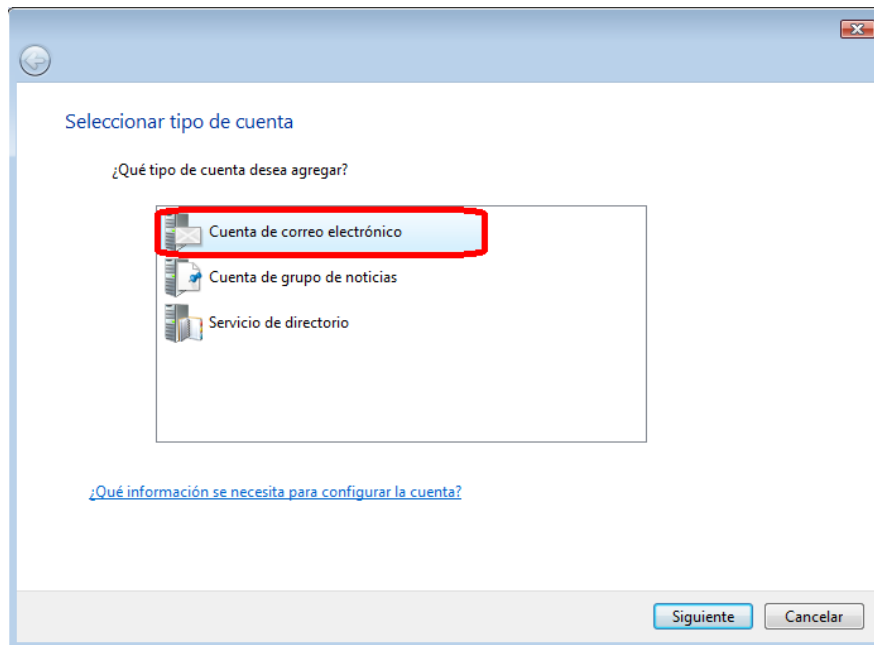 Seleccionar tipo de cuenta
¿Qué tipo de cuenta desea agregar?
Cuenta de correo electrónico
Cuenta de grupo de noticias
Servicio de directorio
¿Qué información se necesita para configurar la cuenta?
Siguiente
Cancelar